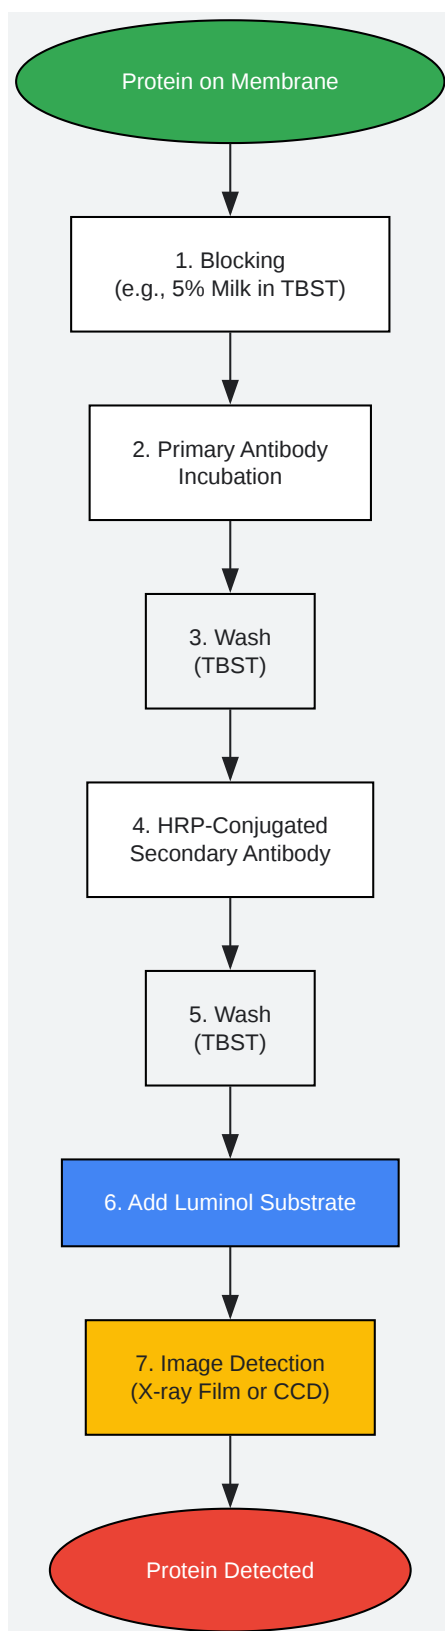 Protein on Membrane
1. Blocking
(e.g., 5% Milk in TBST)
2. Primary Antibody
Incubation
3. Wash
(TBST)
4. HRP-Conjugated
Secondary Antibody
5. Wash
(TBST)
6. Add Luminol Substrate
7. Image Detection
(X-ray Film or CCD)
Protein Detected